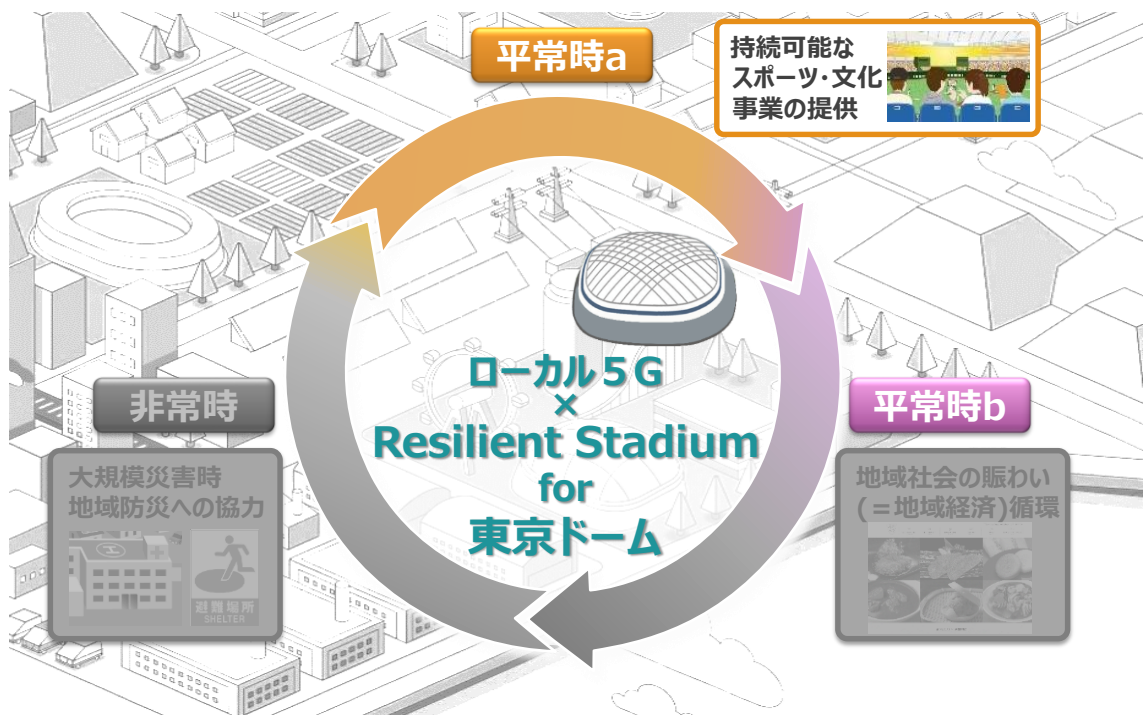 平常時a
持続可能な
スポーツ・文化
事業の提供
ローカル５G
×
Resilient Stadium
for
東京ドーム
非常時
大規模災害時
地域防災への協力
避難場所
SHELTER
平常時b
地域社会の賑わい
(＝地域経済)循環